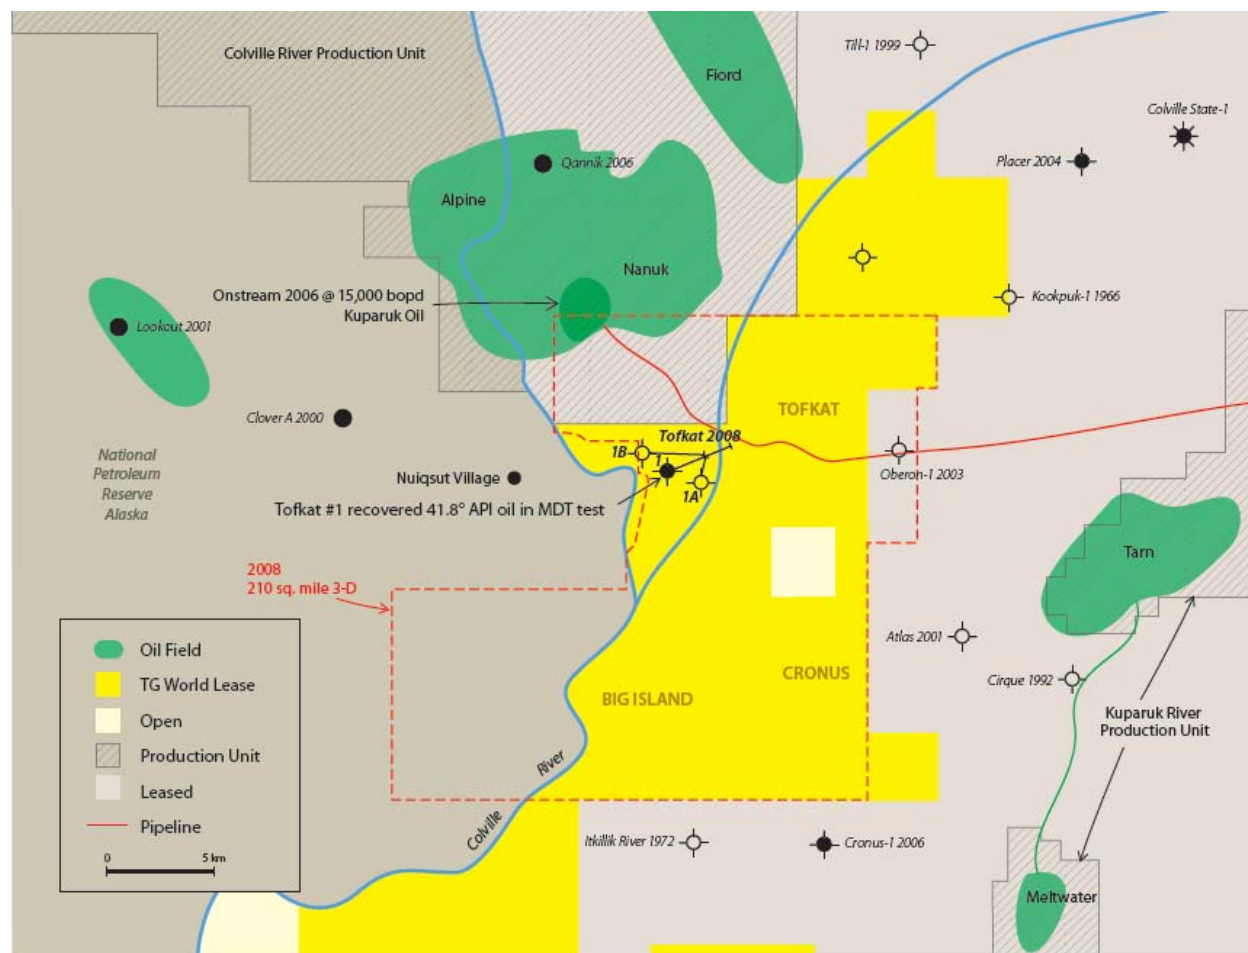 Colville River Production Unit
Fiord
Till-1 1999
Colville State-1
Placer 2004
Qannik 2006
Alpine
Nanuk
Onstream 2006 @ 15,000 bopd
Kuparuk Oil
Kookpuk-1 1966
Lookout 2001
Clover A 2000
TOFKAT
Tofkat 2008
1B
1
1A
Oberon-1 2003
National
Petroleum
Reserve
Alaska
Nuiqsut Village
Tofkat #1 recovered 41.8° API oil in MDT test
Tarn
2008
210 sq. mile 3-D
Atlas 2001
CRONUS
Cirque 1992
BIG ISLAND
Kuparuk River
Production Unit
Oil Field
TG World Lease
Open
Production Unit
Leased
Pipeline
0 5 km
Colville River
Itkillik River 1972
Cronus-1 2006
Meltwater